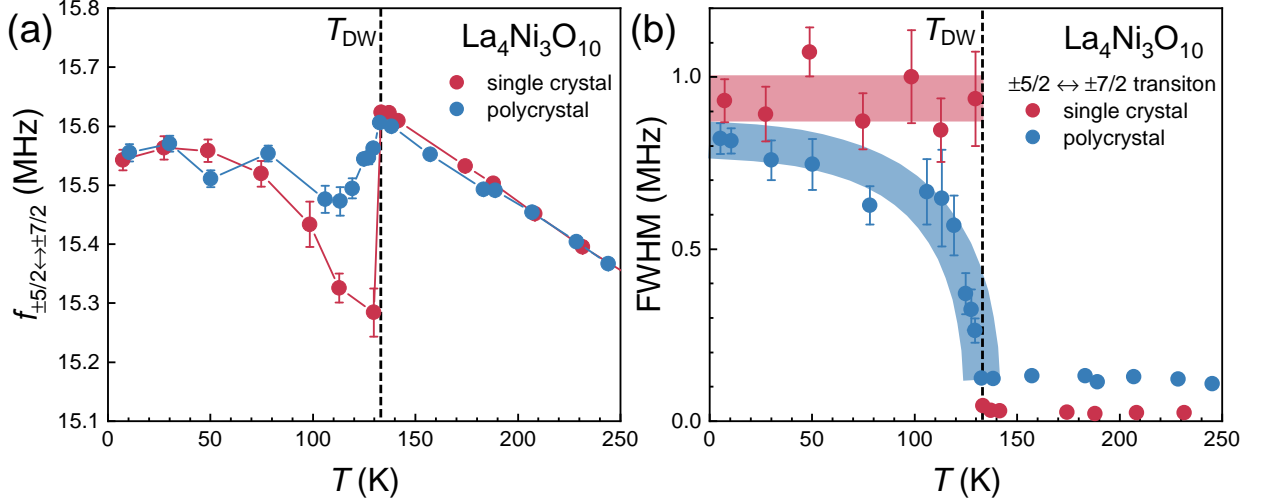 (a)
15.8
15.7
15.6
15.5
15.4
15.3
15.2
15.1
f±5/2↔±7/2 (MHz)
TDW
La4Ni3O10
single crystal
polycrystal
0
50
100
150
200
250
T (K)
(b)
1.0
0.5
0.0
FWHM (MHz)
TDW
La4Ni3O10
±5/2 ↔ ±7/2 transiton
single crystal
polycrystal
0
50
100
150
200
250
T (K)